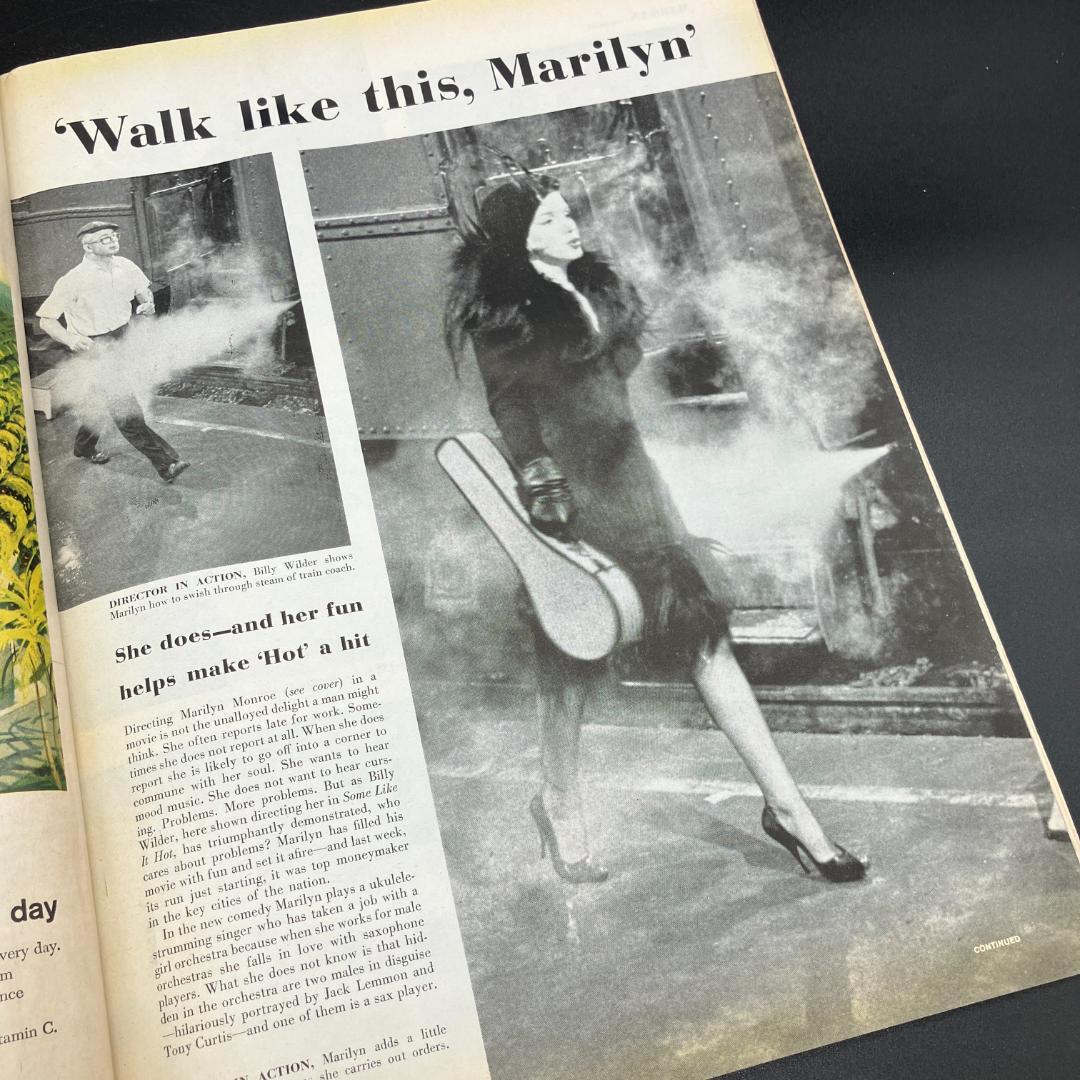 ‘Walk like this, Marilyn’
DIRECTOR IN ACTION, Billy Wilder shows
Marilyn how to swish through steam of train coach.
She does—and her fun
helps make ‘Hot’ a hit
Directing Marilyn Monroe (see cover) in a
movie is not the unalloyed delight a man might
think. She often reports late for work. Some-
times she does not report at all. When she does
report she is likely to go off into a corner to
commune with her soul. She wants to hear
mood music. She does not want to hear curs-
ing. Problems. More problems. But as Billy
Wilder, here shown directing her in Some Like
It Hot, has triumphantly demonstrated, who
cares about problems? Marilyn has filled his
movie with fun and set it afire—and last week,
its run just starting, it was top moneymaker
in the key cities of the nation.
In the new comedy Marilyn plays a ukulele-
strumming singer who has taken a job with a
girl orchestra because when she works for male
orchestras she falls in love with saxophone
players. What she does not know is that hid-
den in the orchestra are two males in disguise
—hilariously portrayed by Jack Lemmon and
Tony Curtis—and one of them is a sax player.
IN ACTION, Marilyn adds a little
she carries out orders.
CONTINUED
day
very day.
m
nce
tamin C.